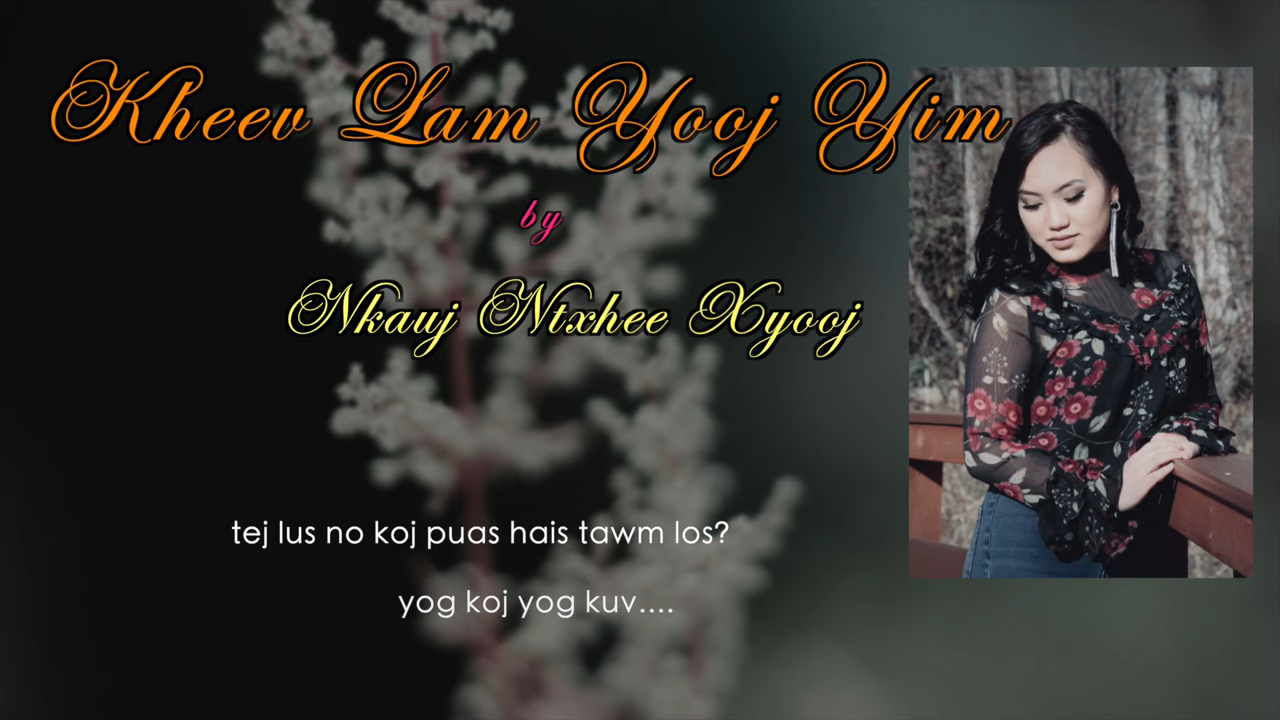 Kheev Lam Yooj Yim
by
Nkauj Ntxhee Xyooj
tej lus no koj puas hais tawm los?
yog koj yog kuv....